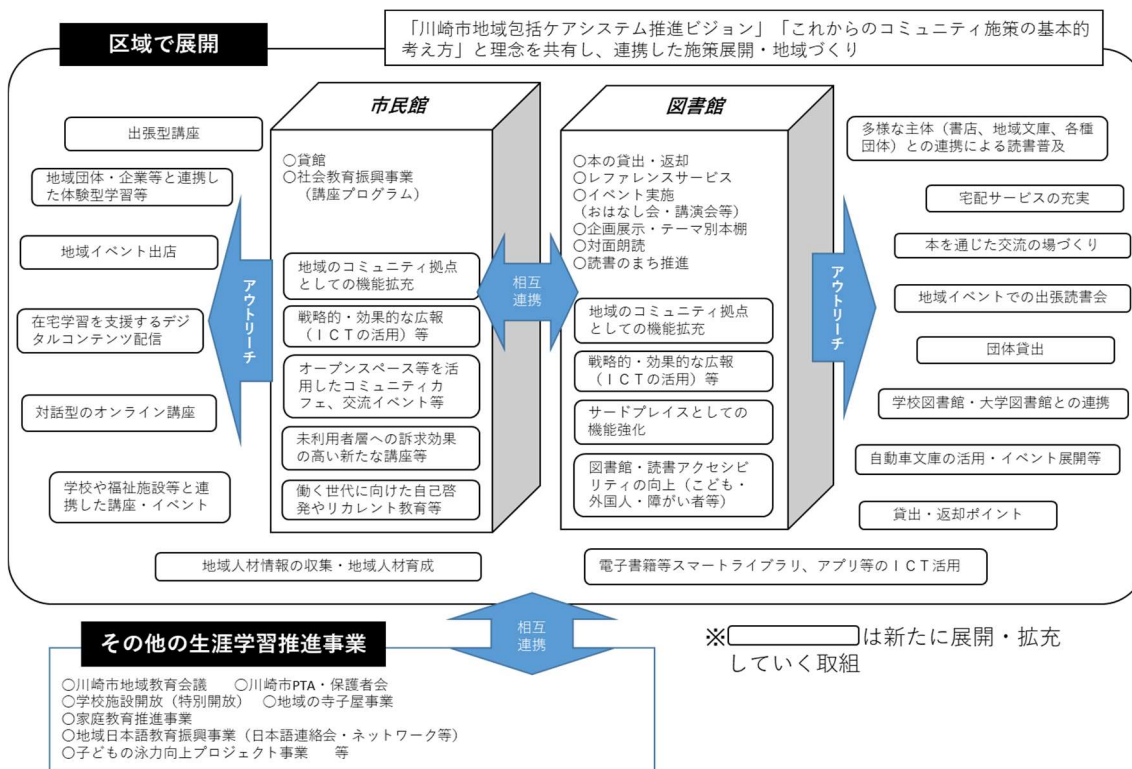 区域で展開
「川崎市地域包括ケアシステム推進ビジョン」「これからのコミュニティ施策の基本的
考え方」と理念を共有し、連携した施策展開・地域づくり
出張型講座
地域団体・企業等と連携し
た体験型学習等
地域イベント出店
在宅学習を支援するデジ
タルコンテンツ配信
対話型のオンライン講座
学校や福祉施設等と連
携した講座・イベント
アウトリーチ
市民館
○貸館
○社会教育振興事業
（講座プログラム）
地域のコミュニティ拠点
としての機能拡充
戦略的・効果的な広報
（ＩＣＴの活用）等
オープンスペース等を活
用したコミュニティカ
フェ、交流イベント等
未利用者層への訴求効果
の高い新たな講座等
働く世代に向けた自己啓
発やリカレント教育等
相互
連携
図書館
○本の貸出・返却
○レファレンスサービス
○イベント実施
（おはなし会・講演会等）
○企画展示・テーマ別本棚
○対面朗読
○読書のまち推進
地域のコミュニティ拠点
としての機能拡充
戦略的・効果的な広報
（ＩＣＴの活用）等
サードプレイスとしての
機能強化
図書館・読書アクセシビ
リティの向上（こども・
外国人・障がい者等）
アウトリーチ
多様な主体（書店、地域文庫、各種
団体）との連携による読書普及
宅配サービスの充実
本を通じた交流の場づくり
地域イベントでの出張読書会
団体貸出
学校図書館・大学図書館との連携
自動車文庫の活用・イベント展開等
貸出・返却ポイント
地域人材情報の収集・地域人材育成
電子書籍等スマートライブラリ、アプリ等のＩＣＴ活用
相互
連携
その他の生涯学習推進事業
○川崎市地域教育会議　○川崎市PTA・保護者会
○学校施設開放（特別開放）　○地域の寺子屋事業
○家庭教育推進事業
○地域日本語教育振興事業（日本語連絡会・ネットワーク等）
○子どもの泳力向上プロジェクト事業　等
※は新たに展開・拡充
していく取組